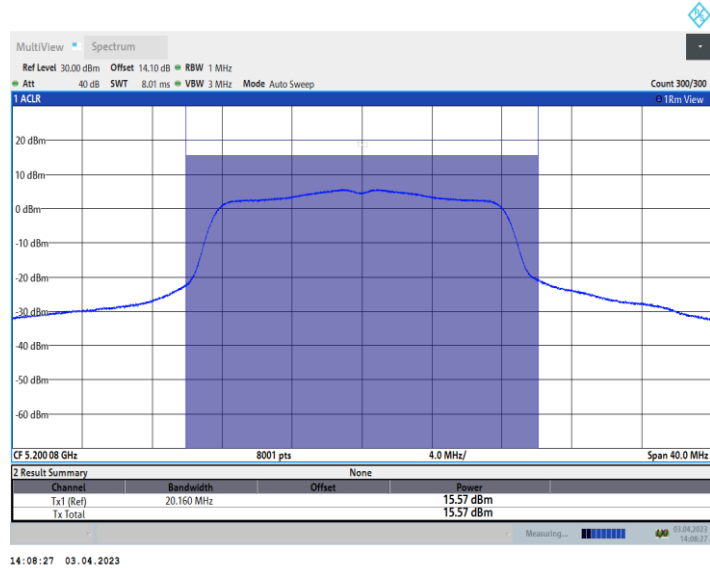 MultiView Spectrum
Ref Level 30.00 dBm Offset 14.10 dB RBW 1 MHz
Att 40 dB SWT 8.01 ms VBW 3 MHz Mode Auto Sweep Count 300/300
1 ACLR 1Rm View
20 dBm
10 dBm
0 dBm
-10 dBm
-20 dBm
-30 dBm
-40 dBm
-50 dBm
-60 dBm
CF 5.200 08 GHz 8001 pts 4.0 MHz/ Span 40.0 MHz
2 Result Summary None
Channel Bandwidth Offset Power
Tx1 (Ref) 20.160 MHz 15.57 dBm
Tx Total 15.57 dBm
Measuring... 03.04.2023
14:08:27
14:08:27 03.04.2023